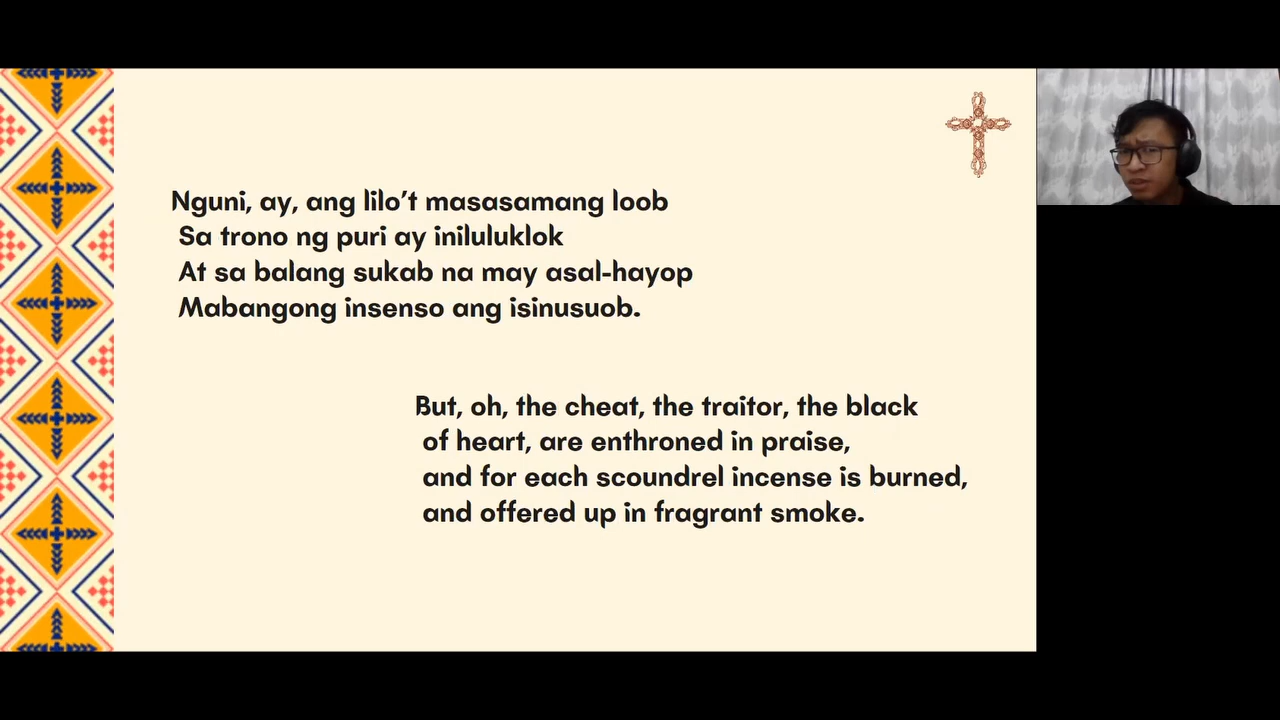 Nguni, ay, ang lilo’t masasamang loob
Sa trono ng puri ay iniluluklok
At sa balang sukab na may asal-hayop
Mabangong insenso ang isinusuob.
But, oh, the cheat, the traitor, the black
of heart, are enthroned in praise,
and for each scoundrel incense is burned,
and offered up in fragrant smoke.